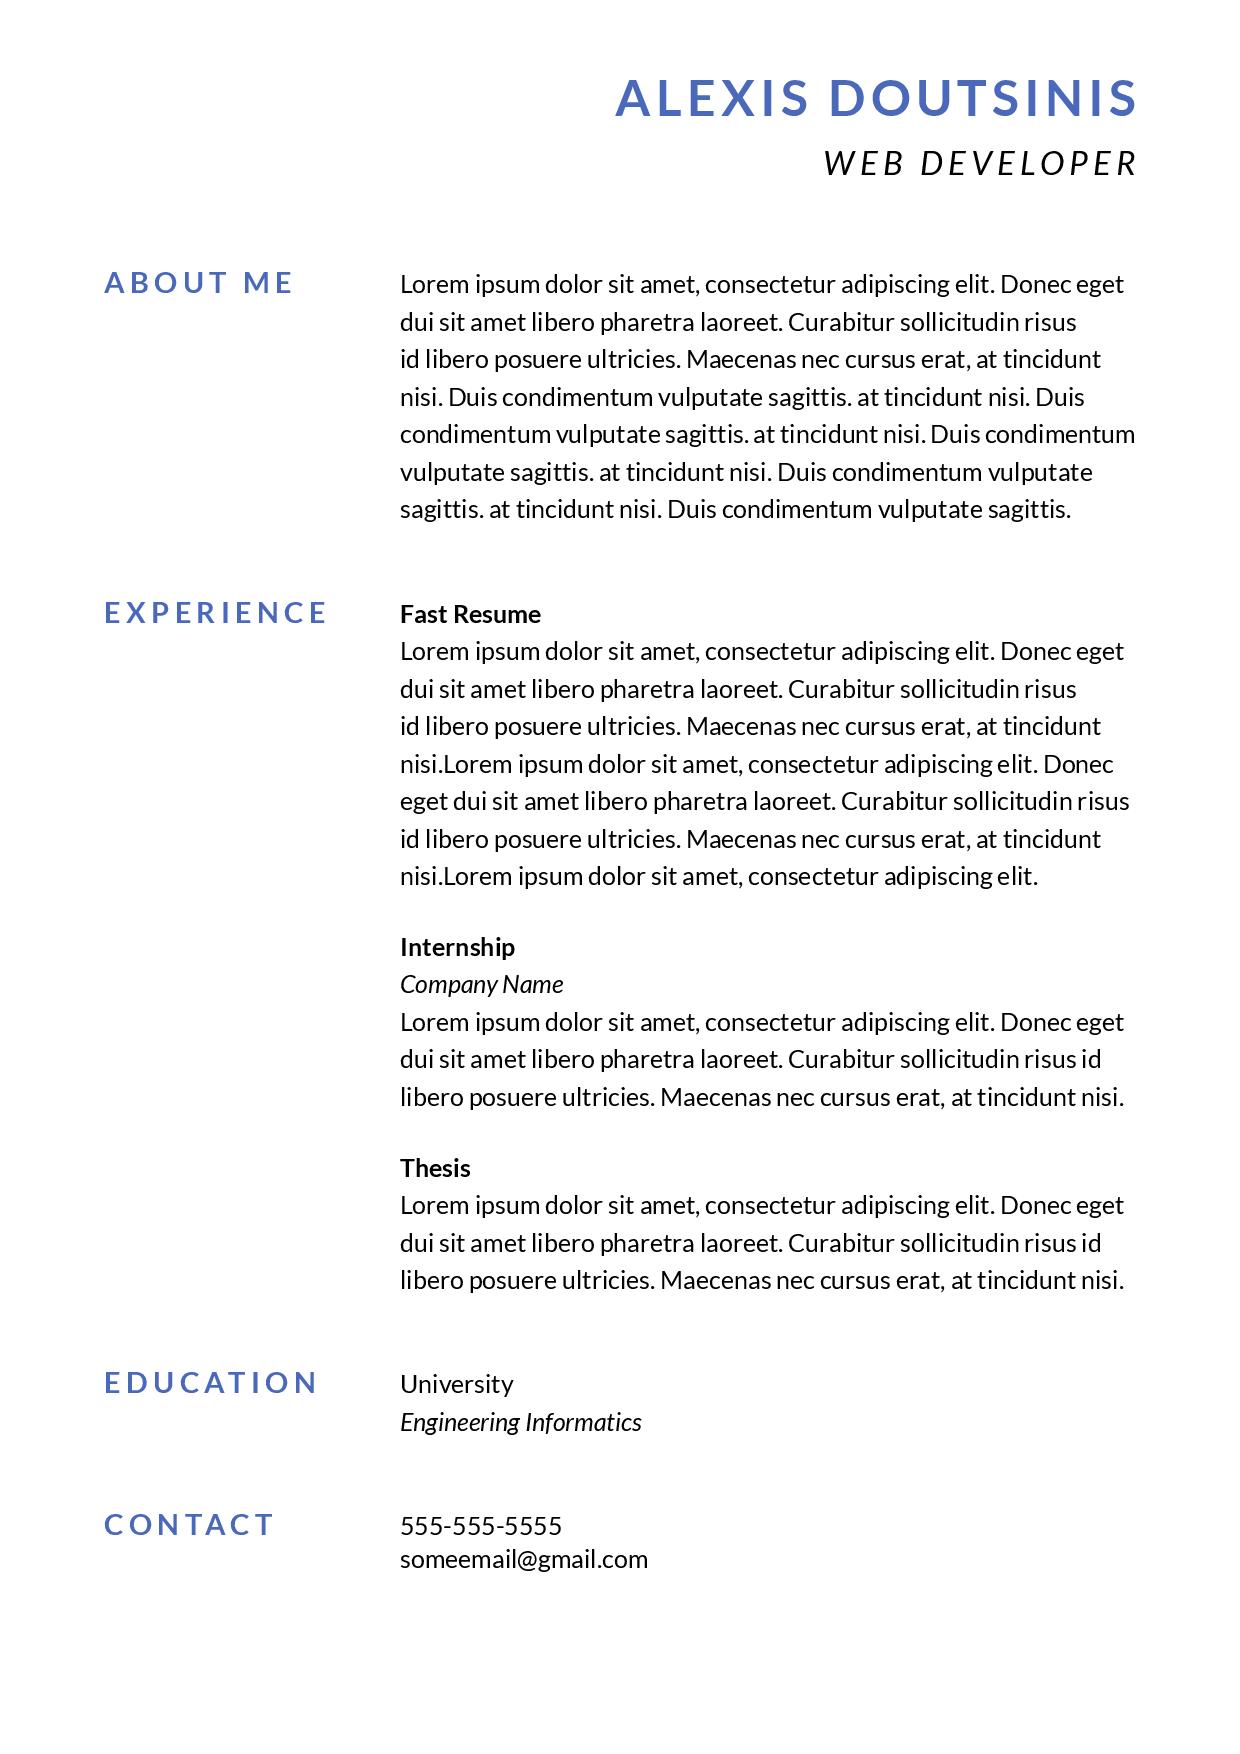 ALEXIS DOUTSINIS
WEB DEVELOPER
ABOUT ME
Lorem ipsum dolor sit amet, consectetur adipiscing elit. Donec eget
dui sit amet libero pharetra laoreet. Curabitur sollicitudin risus
id libero posuere ultricies. Maecenas nec cursus erat, at tincidunt
nisi. Duis condimentum vulputate sagittis. at tincidunt nisi. Duis
condimentum vulputate sagittis. at tincidunt nisi. Duis condimentum
vulputate sagittis. at tincidunt nisi. Duis condimentum vulputate
sagittis. at tincidunt nisi. Duis condimentum vulputate sagittis.
EXPERIENCE
Fast Resume
Lorem ipsum dolor sit amet, consectetur adipiscing elit. Donec eget
dui sit amet libero pharetra laoreet. Curabitur sollicitudin risus
id libero posuere ultricies. Maecenas nec cursus erat, at tincidunt
nisi.Lorem ipsum dolor sit amet, consectetur adipiscing elit. Donec
eget dui sit amet libero pharetra laoreet. Curabitur sollicitudin risus
id libero posuere ultricies. Maecenas nec cursus erat, at tincidunt
nisi.Lorem ipsum dolor sit amet, consectetur adipiscing elit.
Internship
Company Name
Lorem ipsum dolor sit amet, consectetur adipiscing elit. Donec eget
dui sit amet libero pharetra laoreet. Curabitur sollicitudin risus id
libero posuere ultricies. Maecenas nec cursus erat, at tincidunt nisi.
Thesis
Lorem ipsum dolor sit amet, consectetur adipiscing elit. Donec eget
dui sit amet libero pharetra laoreet. Curabitur sollicitudin risus id
libero posuere ultricies. Maecenas nec cursus erat, at tincidunt nisi.
EDUCATION
University
Engineering Informatics
CONTACT
555-555-5555
someemail@gmail.com